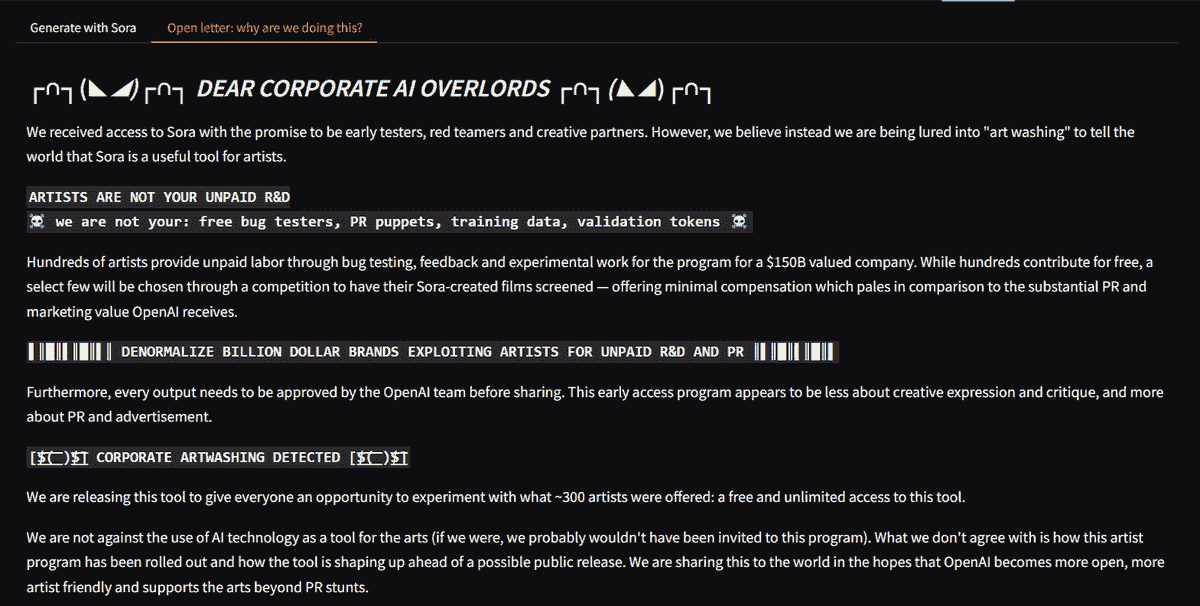 Generate with Sora
Open letter: why are we doing this?
┌∩┐(◣_◢)┌∩┐ DEAR CORPORATE AI OVERLORDS ┌∩┐(◣_◢)┌∩┐
We received access to Sora with the promise to be early testers, red teamers and creative partners. However, we believe instead we are being lured into "art washing" to tell the
world that Sora is a useful tool for artists.
ARTISTS ARE NOT YOUR UNPAID R&D
☠️ we are not your: free bug testers, PR puppets, training data, validation tokens ☠️
Hundreds of artists provide unpaid labor through bug testing, feedback and experimental work for the program for a $150B valued company. While hundreds contribute for free, a
select few will be chosen through a competition to have their Sora-created films screened — offering minimal compensation which pales in comparison to the substantial PR and
marketing value OpenAI receives.
▌║█║▌║█║▌║ DENORMALIZE BILLION DOLLAR BRANDS EXPLOITING ARTISTS FOR UNPAID R&D AND PR ║▌║█║▌║█║▌
Furthermore, every output needs to be approved by the OpenAI team before sharing. This early access program appears to be less about creative expression and critique, and more
about PR and advertisement.
[̲̅$̲̅(̲̅ )̲̅$̲̅] CORPORATE ARTWASHING DETECTED [̲̅$̲̅(̲̅ )̲̅$̲̅]
We are releasing this tool to give everyone an opportunity to experiment with what ~300 artists were offered: a free and unlimited access to this tool.
We are not against the use of AI technology as a tool for the arts (if we were, we probably wouldn't have been invited to this program). What we don't agree with is how this artist
program has been rolled out and how the tool is shaping up ahead of a possible public release. We are sharing this to the world in the hopes that OpenAI becomes more open, more
artist friendly and supports the arts beyond PR stunts.